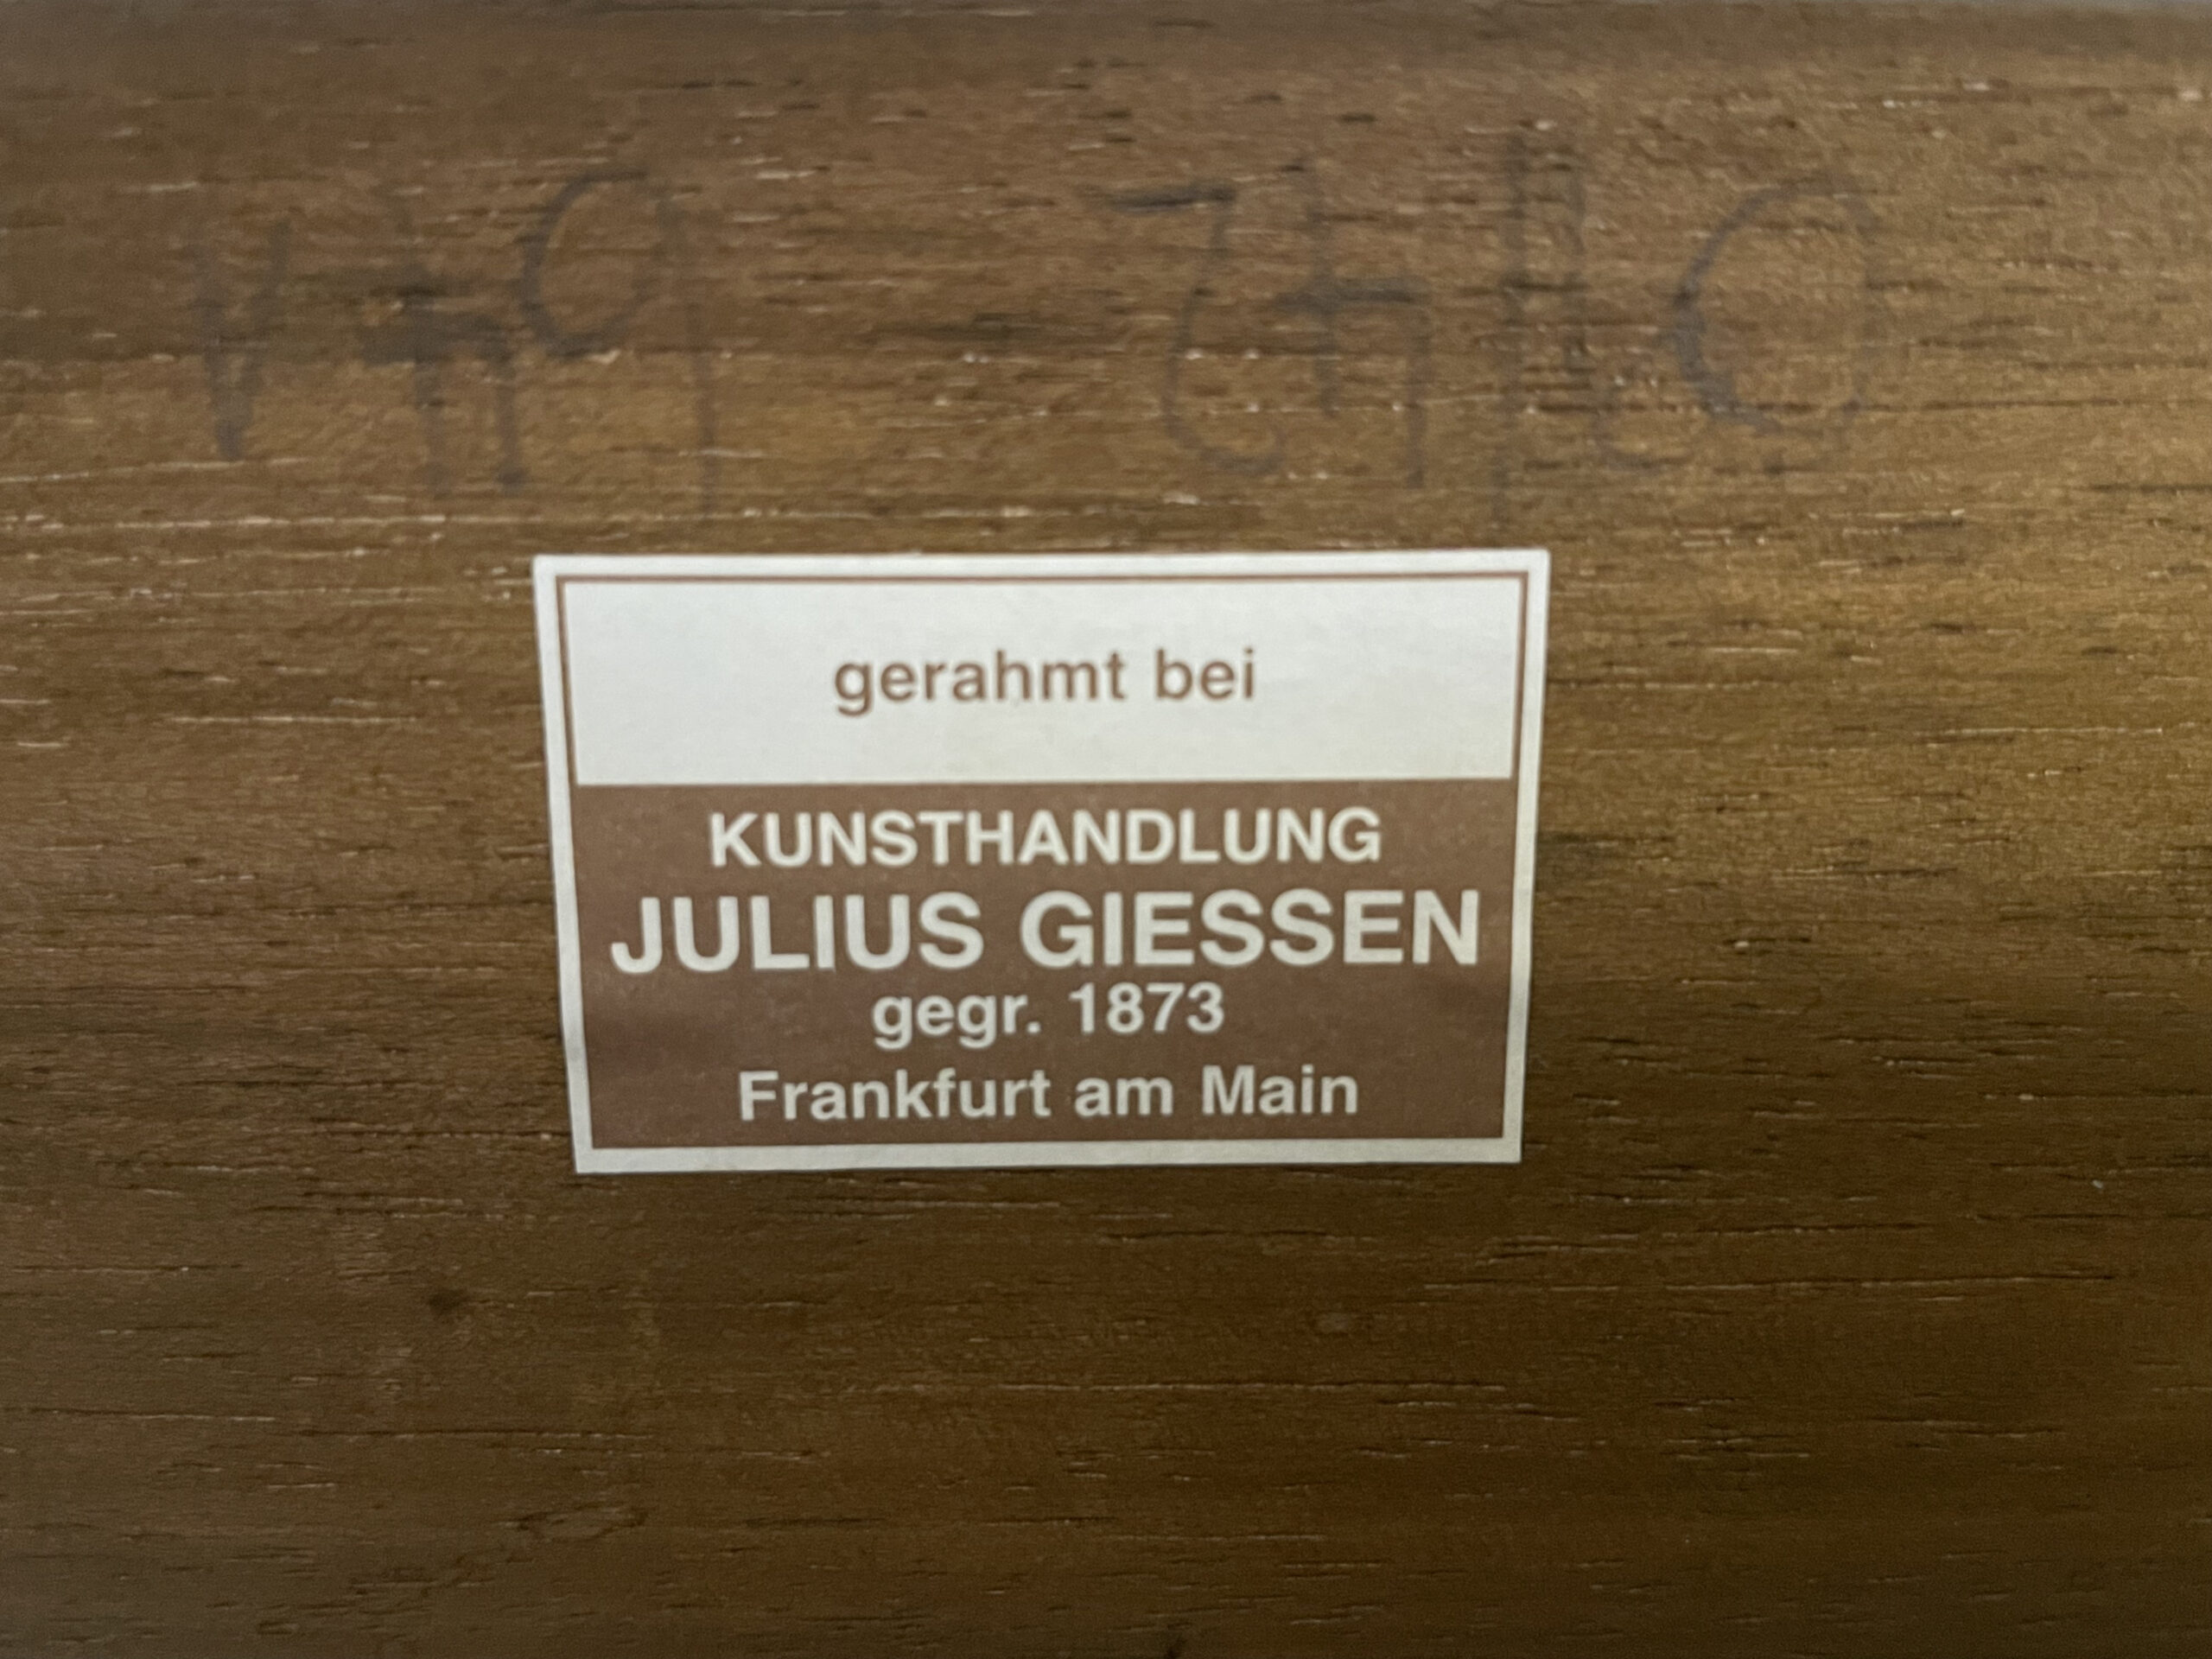 gerahmt bei
KUNSTHANDLUNG
JULIUS GIESSEN
gegr. 1873
Frankfurt am Main